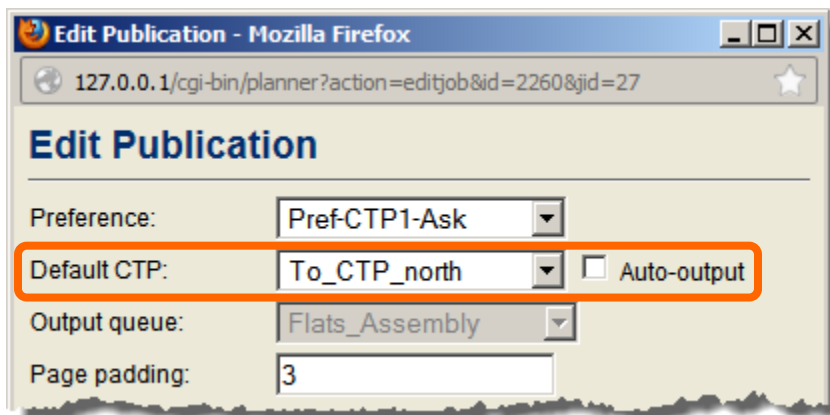 Edit Publication - Mozilla Firefox
127.0.0.1/cgi-bin/planner?action=editjob&id=2260&jid=27
Edit Publication
Preference: Pref-CTP1-Ask
Default CTP: To_CTP_north Auto-output
Output queue: Flats_Assembly
Page padding: 3